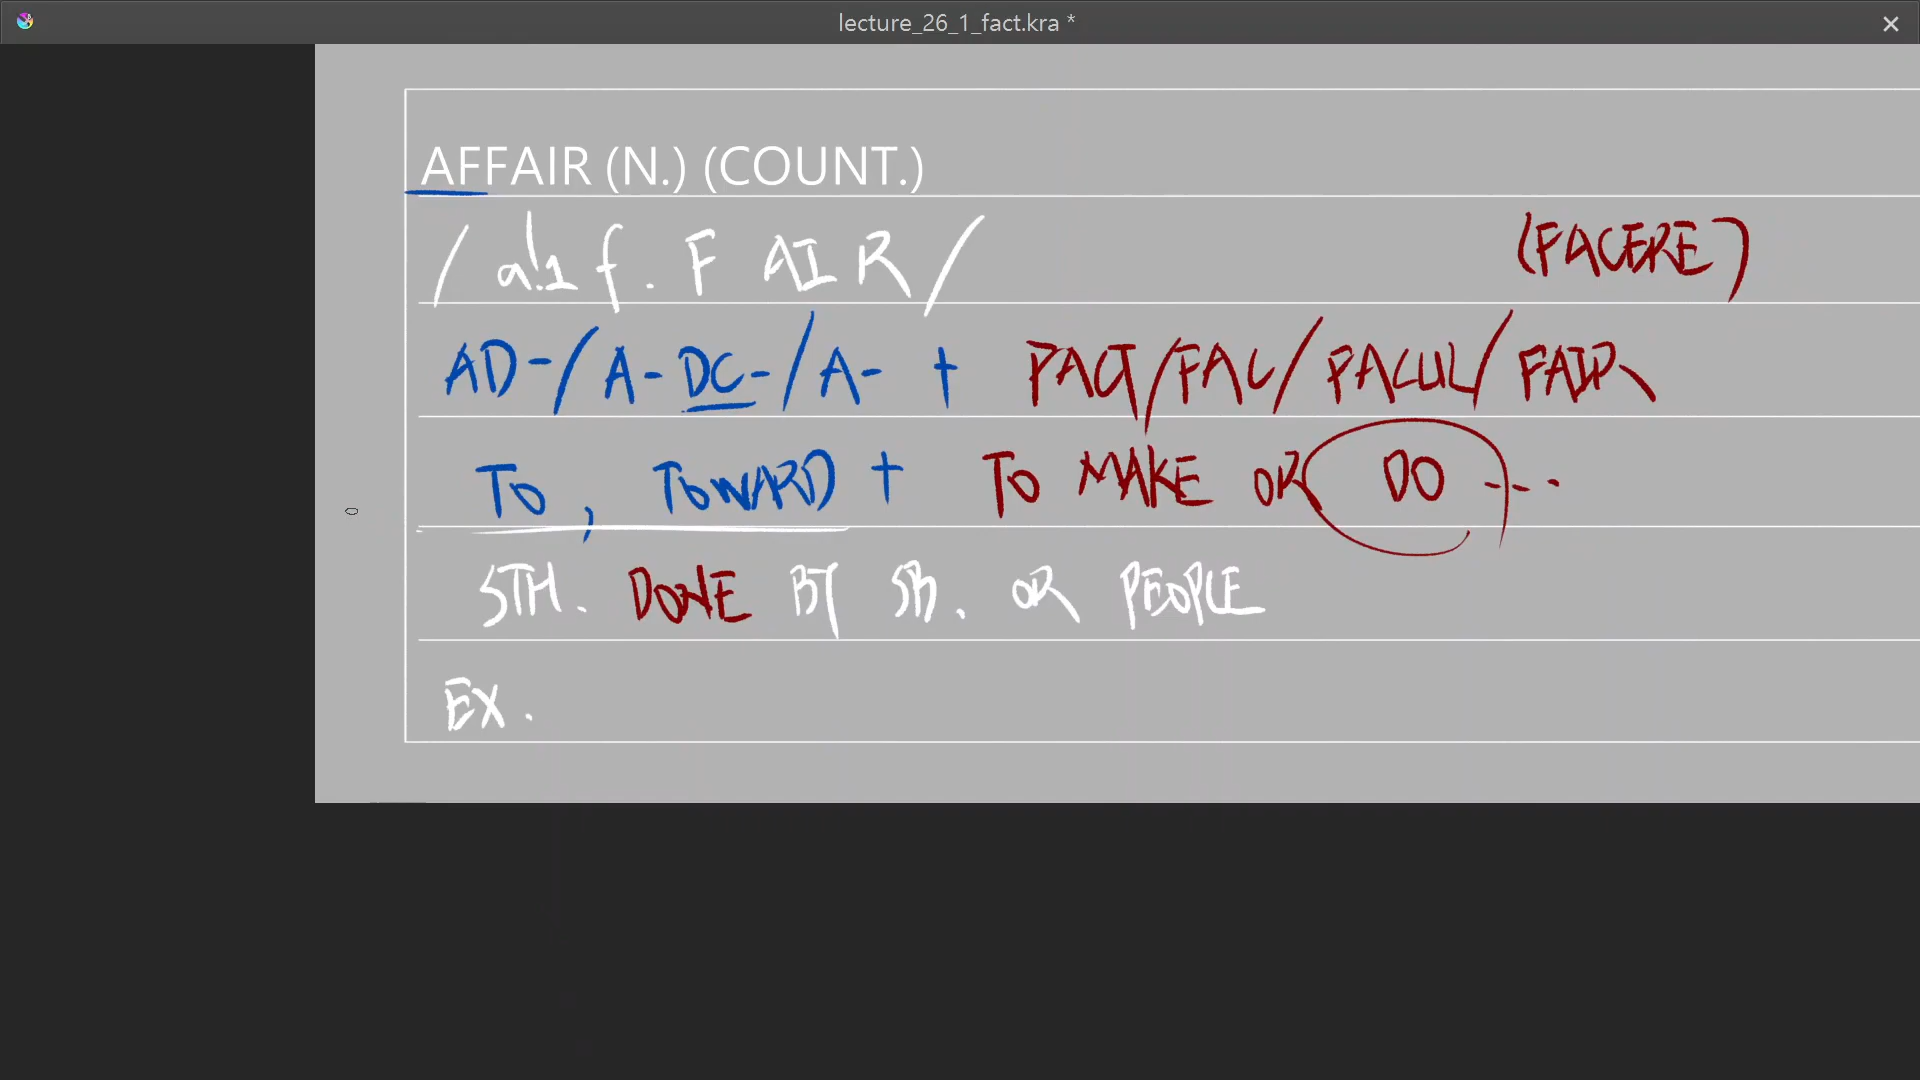 lecture_26_1_fact.kra *
AFFAIR (N.) (COUNT.)
/ a!1 f. F AIR /
(FACERE)
AD-/A-DC-/A- + FACT/FAC/FACUL/FAIR
TO, TOWARD + TO MAKE OR DO ...
STH. DONE BY SB. OR PEOPLE
EX.